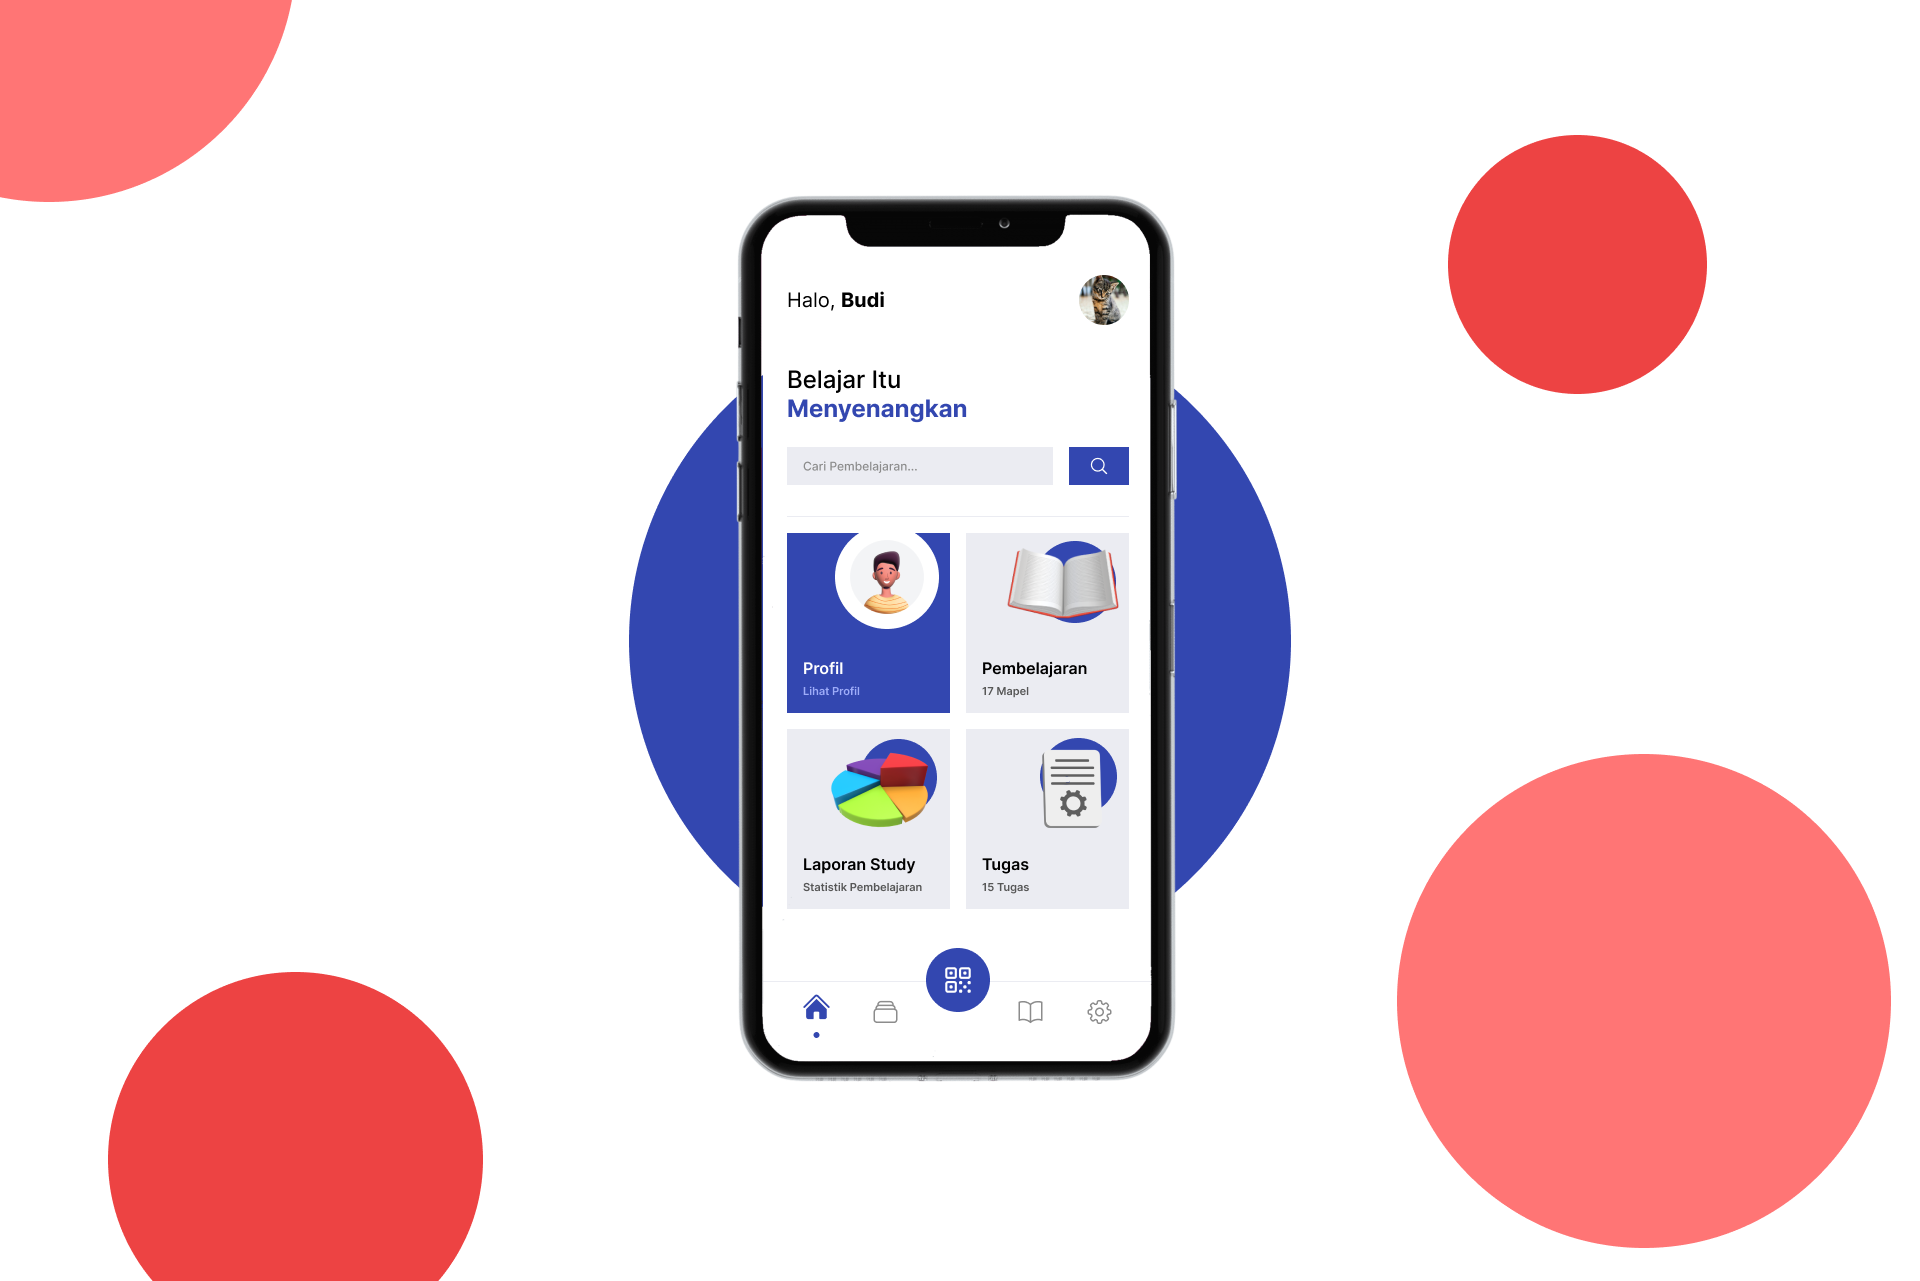 Halo, Budi
Belajar Itu
Menyenangkan
Cari Pembelajaran...
Profil
Lihat Profil
Pembelajaran
17 Mapel
Laporan Study
Statistik Pembelajaran
Tugas
15 Tugas